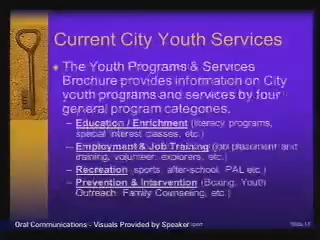 Current City Youth Services
The Youth Programs & Services
Brochure provides information on City
youth programs and services by four
general program categories.
– Education / Enrichment (literacy programs,
special interest classes, etc.)
– Employment & Job Training (job placement and
training, volunteer, explorers, etc.)
– Recreation (sports, after-school, PAL etc.)
– Prevention & Intervention (Boxing, Youth
Outreach, Family Counseling, etc.)
Oral Communications - Visuals Provided by Speaker